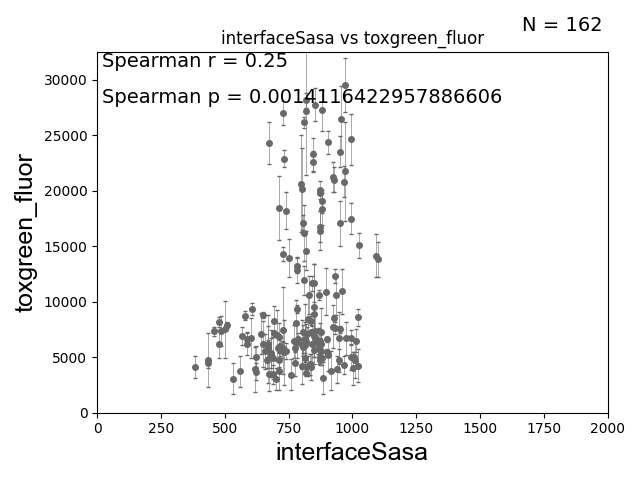 N = 162
interfaceSasa vs toxgreen_fluor
Spearman r = 0.25
Spearman p = 0.0014116422957886606
toxgreen_fluor
30000
25000
20000
15000
10000
5000
0
0 250 500 750 1000 1250 1500 1750 2000
interfaceSasa